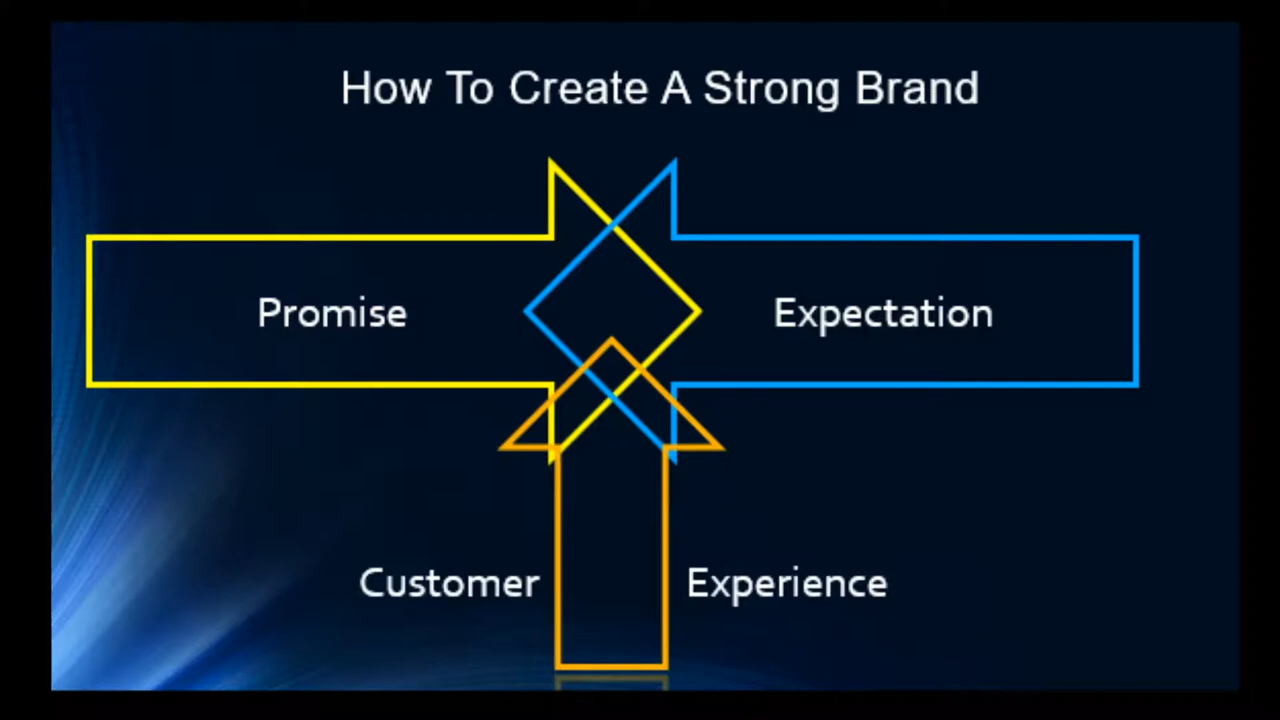 How To Create A Strong Brand
Promise
Expectation
Customer
Experience